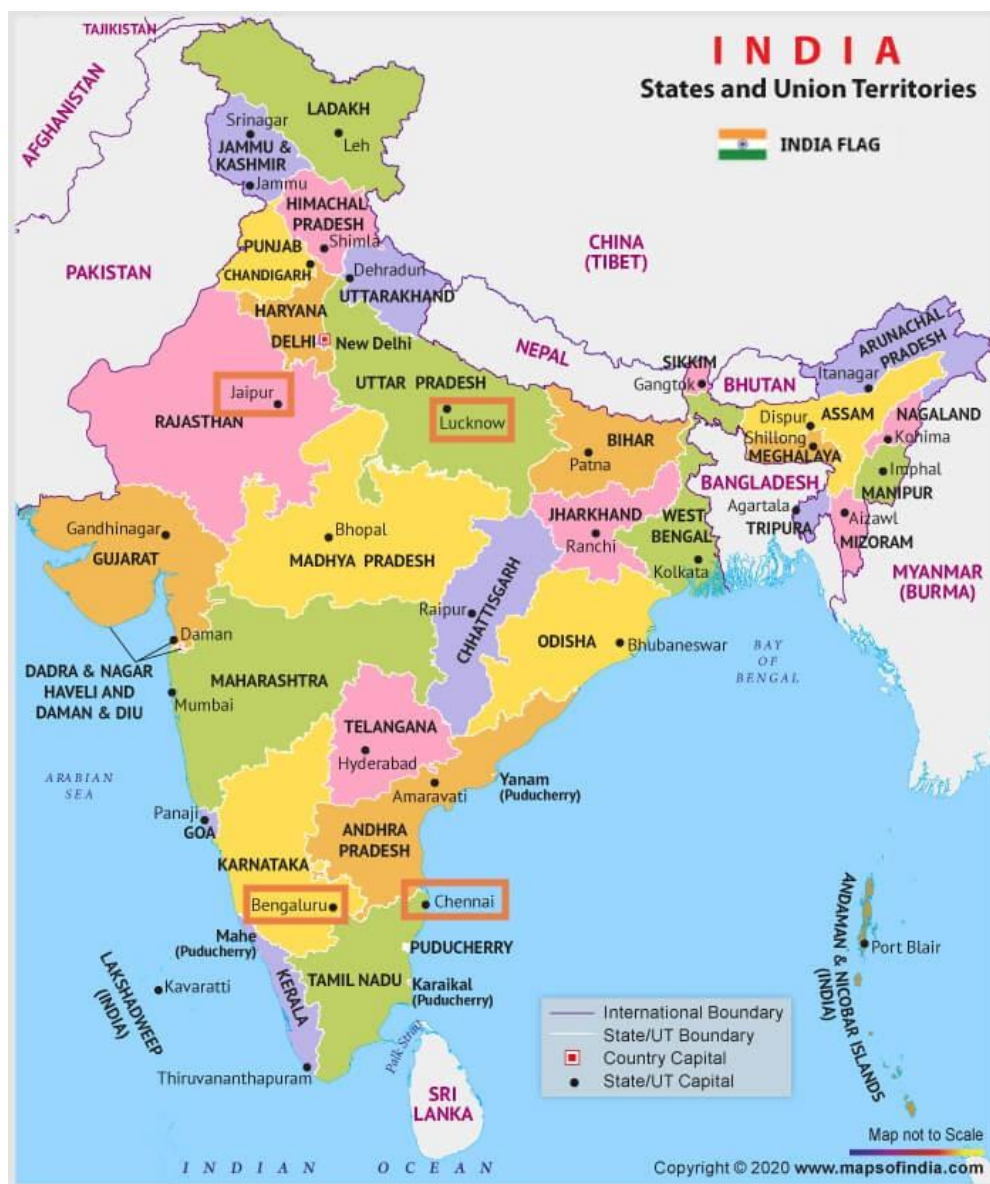 INDIA
States and Union Territories
INDIA FLAG
TAJIKISTAN
AFGHANISTAN
LADAKH
Srinagar
Leh
JAMMU &
KASHMIR
Jammu
HIMACHAL
PRADESH
Shimla
PUNJAB
CHANDIGARH
PAKISTAN
CHINA
(TIBET)
Dehradun
UTTARAKHAND
HARYANA
DELHI
New Delhi
NEPAL
ARUNACHAL
PRADESH
SIKKIM
Gangtok
BHUTAN
Itanagar
UTTAR PRADESH
Jaipur
RAJASTHAN
Lucknow
BIHAR
Patna
Dispur
ASSAM
NAGALAND
Shillong
MEGHALAYA
Kohima
BANGLADESH
Imphal
MANIPUR
Agartala
TRIPURA
Aizawl
MIZORAM
JHARKHAND
Ranchi
WEST
BENGAL
Kolkata
MYANMAR
(BURMA)
Gandhinagar
GUJARAT
Bhopal
MADHYA PRADESH
Raipur
CHHATTISGARH
ODISHA
Bhubaneswar
BAY
OF
BENGAL
Daman
DADRA & NAGAR
HAVELI AND
DAMAN & DIU
MAHARASHTRA
Mumbai
TELANGANA
Hyderabad
ARABIAN
SEA
Amaravati
Yanam
(Puducherry)
Panaji
GOA
ANDHRA
PRADESH
KARNATAKA
Bengaluru
Chennai
Mahe
(Puducherry)
PUDUCHERRY
LAKSHADWEEP
(INDIA)
Kavaratti
KERALA
TAMIL NADU
Karaikal
(Puducherry)
ANDAMAN & NICOBAR ISLANDS
(INDIA)
Port Blair
Thiruvananthapuram
Palk Strait
SRI
LANKA
International Boundary
State/UT Boundary
Country Capital
State/UT Capital
INDIAN OCEAN
Map not to Scale
Copyright © 2020 www.mapsofindia.com